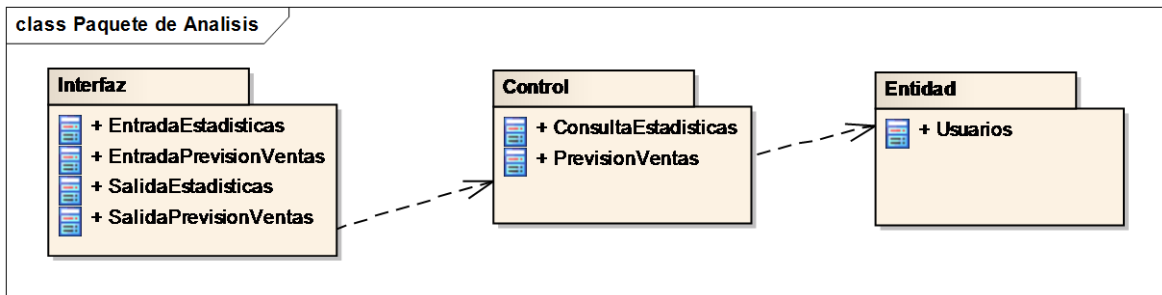 class Paquete de Analisis
Interfaz
+ EntradaEstadisticas
+ EntradaPrevisionVentas
+ SalidaEstadisticas
+ SalidaPrevisionVentas
Control
+ ConsultaEstadisticas
+ PrevisionVentas
Entidad
+ Usuarios